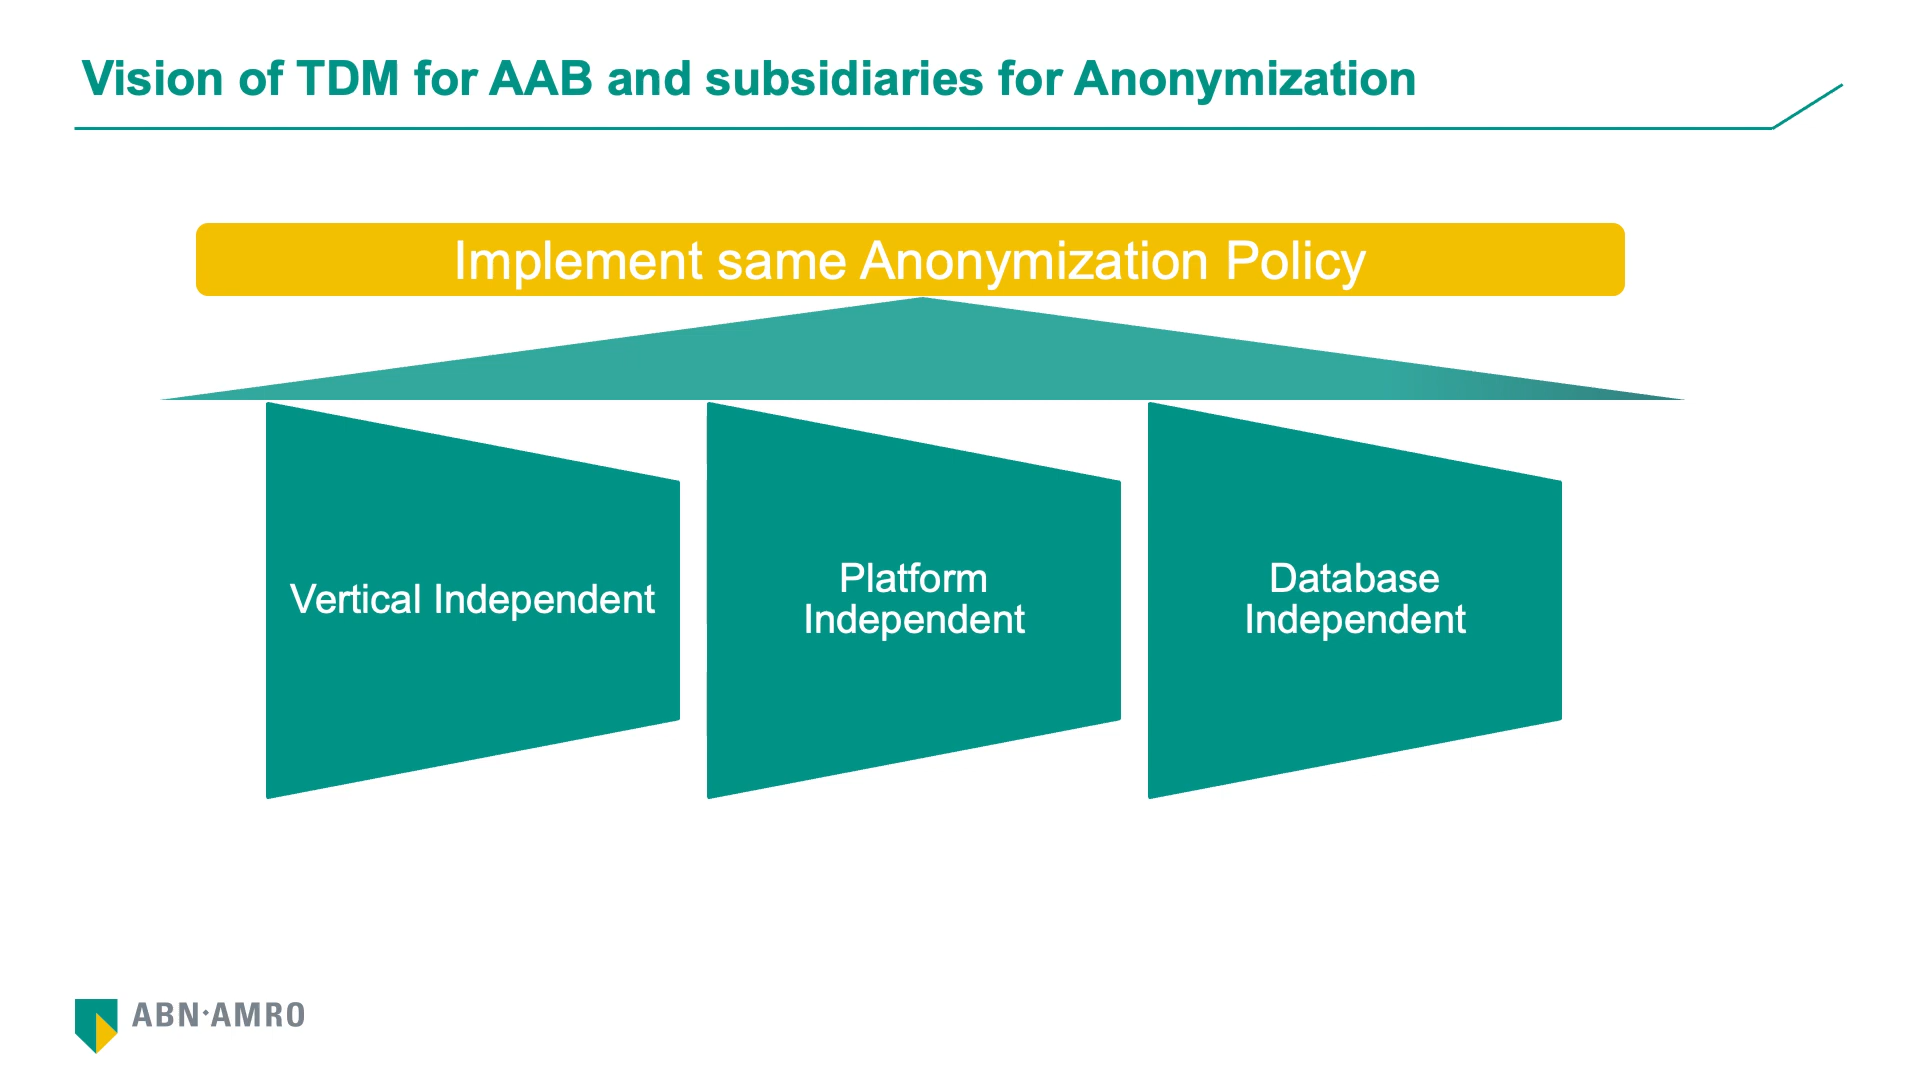 Vision of TDM for AAB and subsidiaries for Anonymization
Implement same Anonymization Policy
Vertical Independent
Platform
Independent
Database
Independent
ABN·AMRO